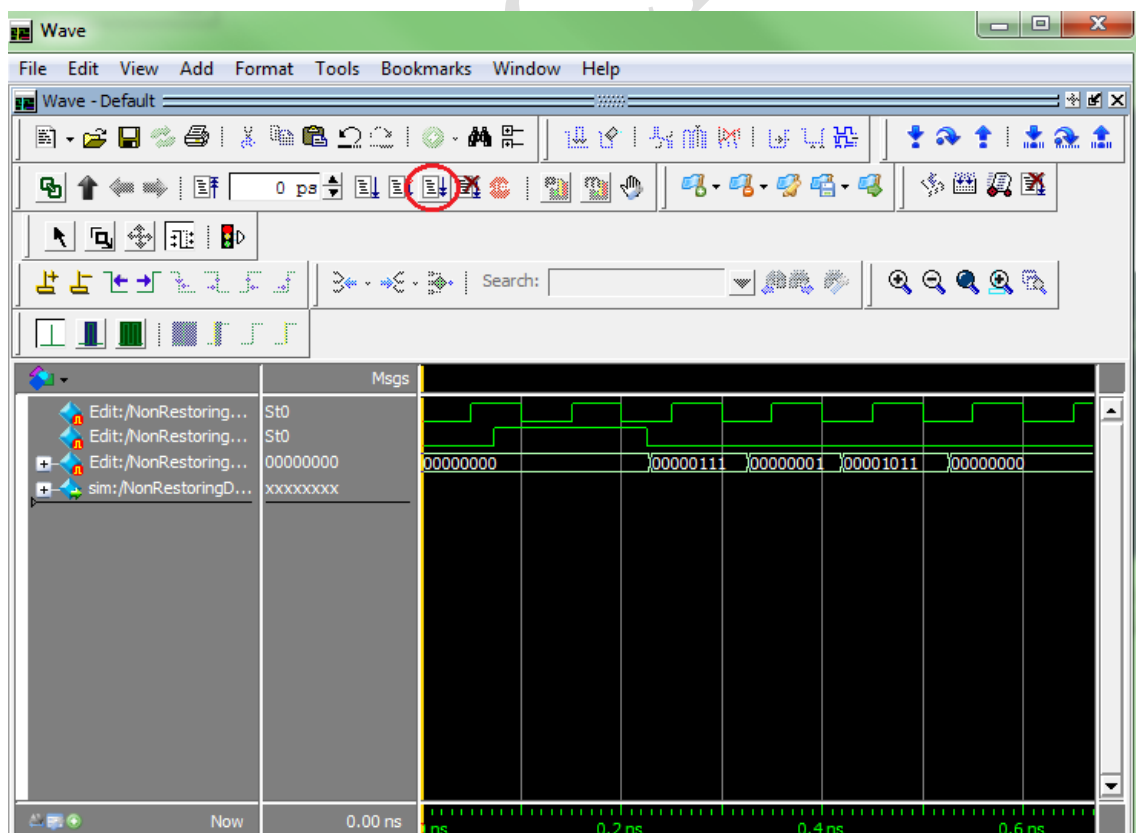 Wave
File Edit View Add Format Tools Bookmarks Window Help
Wave - Default
0 ps
Search:
Msgs
Edit:/NonRestoring... St0
Edit:/NonRestoring... St0
Edit:/NonRestoring... 00000000 00000000 00000111 00000001 00001011 00000000
sim:/NonRestoringD... xxxxxxxx
Now 0.00 ns ns 0.2 ns 0.4 ns 0.6 ns